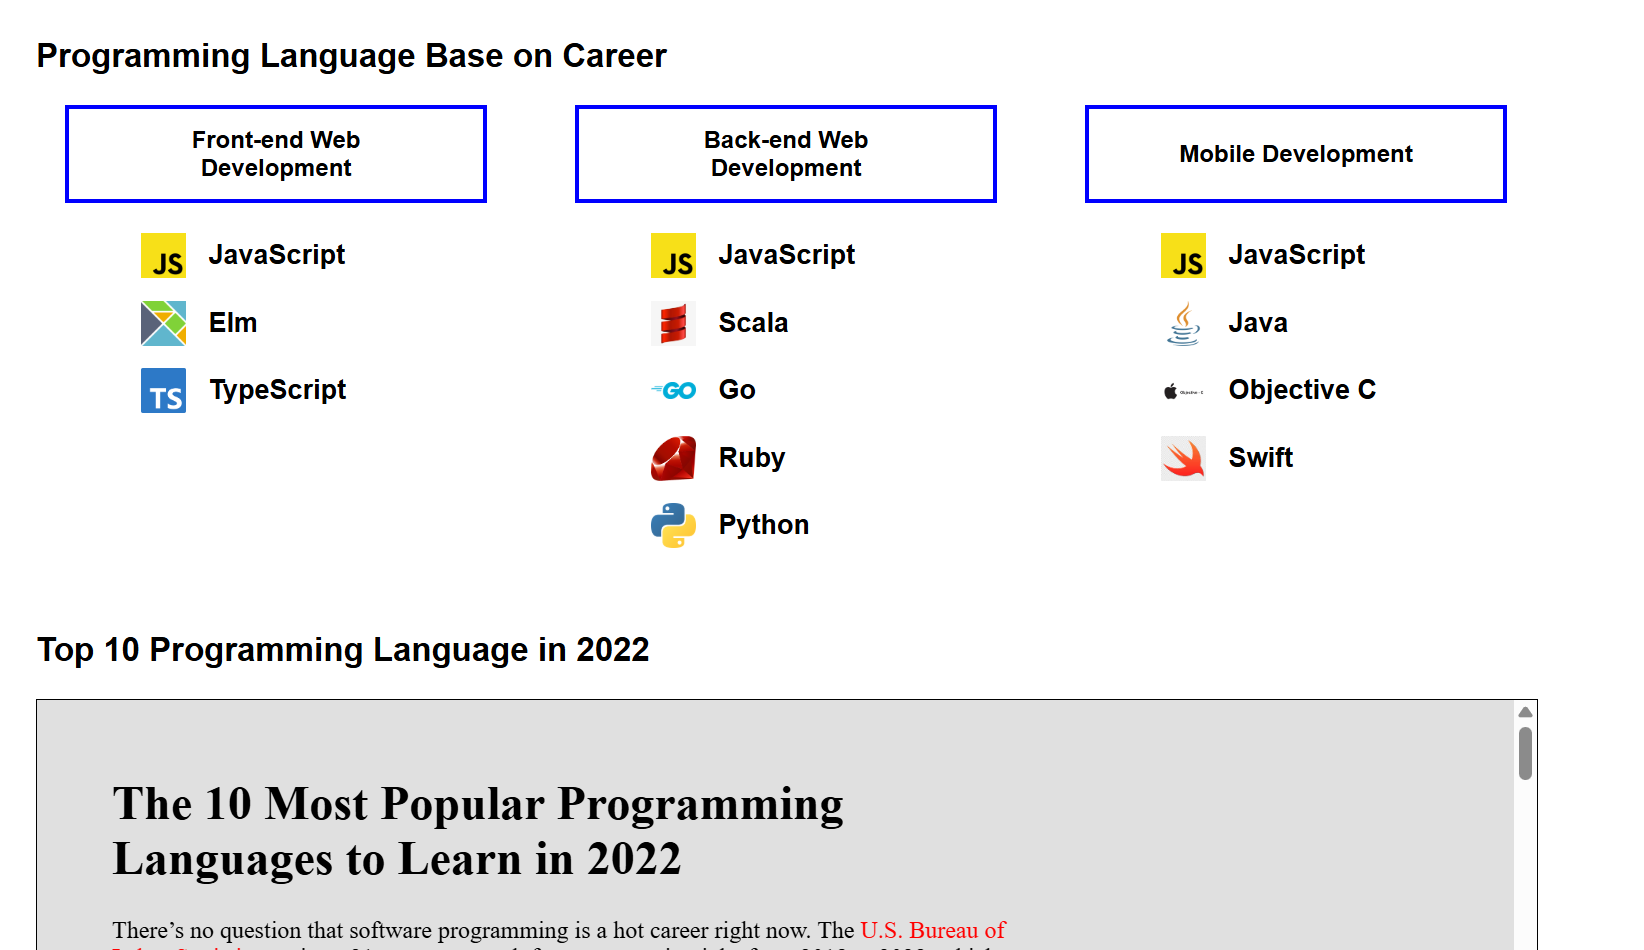 Programming Language Base on Career
Front-end Web
Development
JS JavaScript
Elm
TS TypeScript
Back-end Web
Development
JS JavaScript
Scala
GO Go
Ruby
Python
Mobile Development
JS JavaScript
Java
Objective C
Swift
Top 10 Programming Language in 2022
The 10 Most Popular Programming
Languages to Learn in 2022
There’s no question that software programming is a hot career right now. The U.S. Bureau of